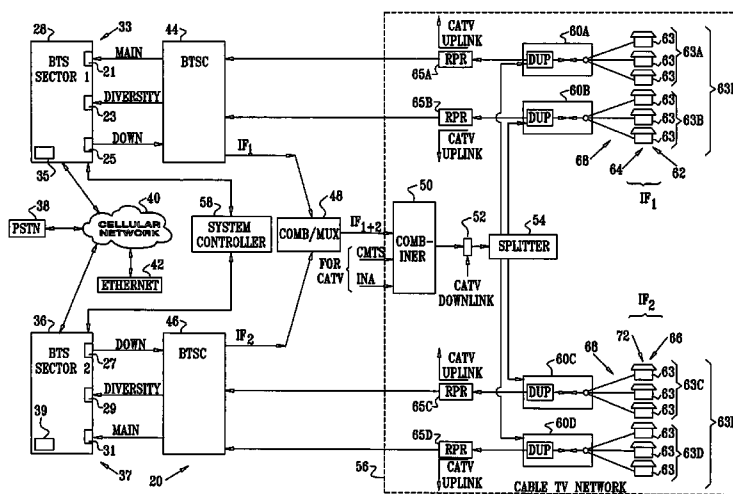 28
33
44
CATV
UPLINK
60A
BTS
SECTOR 1
MAIN
21
BTSC
RPR
65A
DUP
63
63
63
63A
63E
DIVERSITY
23
60B
DOWN
25
65B
RPR
DUP
63
63
63
63B
CATV
UPLINK
68
64
62
IF1
35
IF1
58
48
50
40
38
PSTN
CELLULAR
NETWORK
SYSTEM
CONTROLLER
COMB/MUX
IF1+2
COMB-
INER
52
54
SPLITTER
FOR
CATV
CMTS
INA
42
ETHERNET
CATV
DOWNLINK
36
46
IF2
IF2
BTS
SECTOR 2
DOWN
27
BTSC
CATV
UPLINK
60C
68
72
66
DIVERSITY
29
65C
RPR
DUP
63
63
63
63C
39
MAIN
31
65D
60D
RPR
DUP
63
63
63
63D
37
20
56
CATV
UPLINK
CABLE TV NETWORK